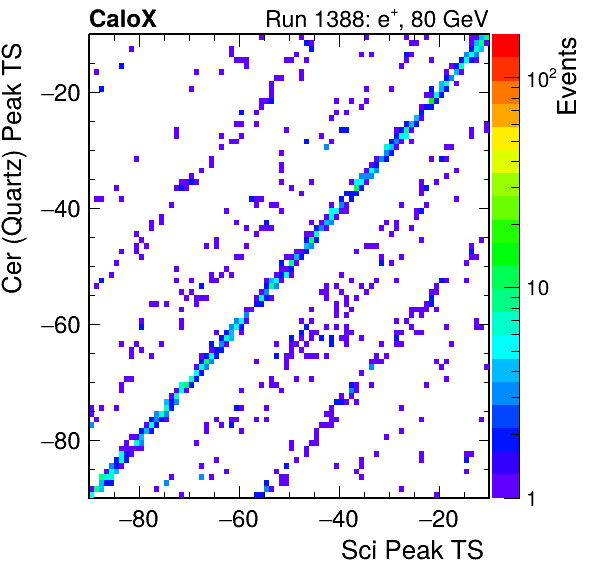 CaloX Run 1388: e⁺, 80 GeV
Cer (Quartz) Peak TS
−20
−40
−60
−80
−80 −60 −40 −20
Sci Peak TS
Events
10²
10
1